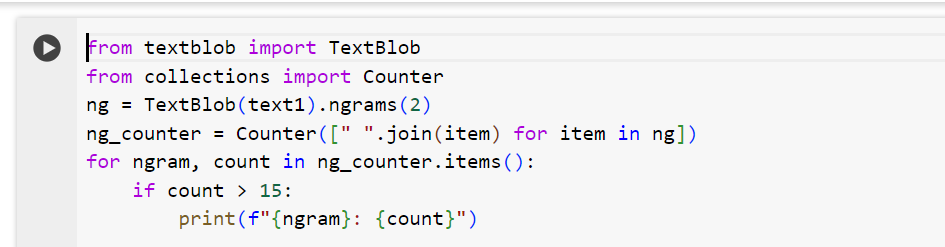 from textblob import TextBlob
from collections import Counter
ng = TextBlob(text1).ngrams(2)
ng_counter = Counter([" ".join(item) for item in ng])
for ngram, count in ng_counter.items():
    if count > 15:
        print(f"{ngram}: {count}")